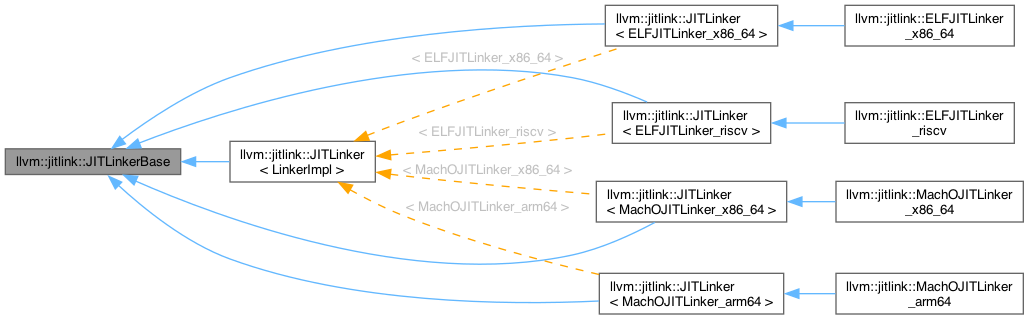 llvm::jitlink::JITLinker
< ELFJITLinker_x86_64 >
llvm::jitlink::ELFJITLinker
_x86_64
< ELFJITLinker_x86_64 >
llvm::jitlink::JITLinker
< ELFJITLinker_riscv >
llvm::jitlink::ELFJITLinker
_riscv
< ELFJITLinker_riscv >
llvm::jitlink::JITLinkerBase
llvm::jitlink::JITLinker
< LinkerImpl >
< MachOJITLinker_x86_64 >
llvm::jitlink::JITLinker
< MachOJITLinker_x86_64 >
llvm::jitlink::MachOJITLinker
_x86_64
< MachOJITLinker_arm64 >
llvm::jitlink::JITLinker
< MachOJITLinker_arm64 >
llvm::jitlink::MachOJITLinker
_arm64